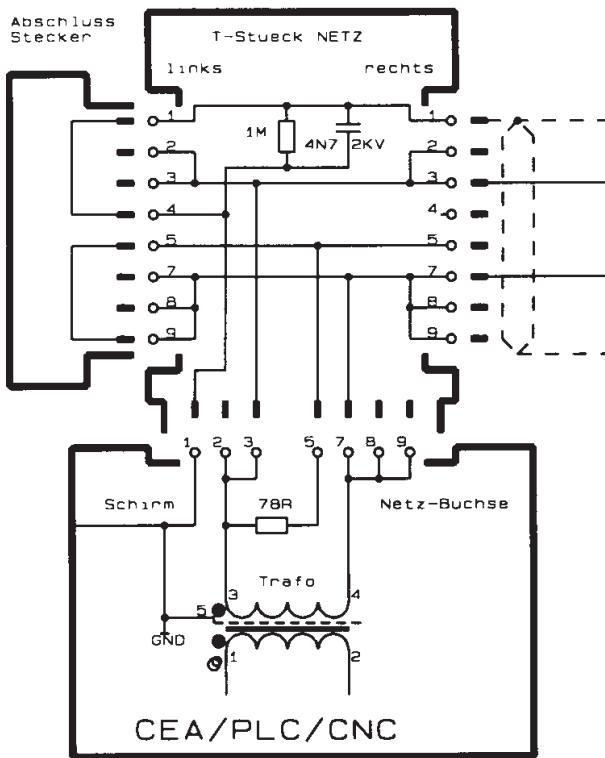 Abschluss
Stecker
T-Stueck NETZ
links
rechts
1
1
1M
4N7
2KV
2
2
3
3
4
4
5
5
7
7
8
8
9
9
1
2
3
5
7
8
9
Schirm
78R
Netz-Buchse
3
Trafo
4
5
GND
1
2
CEA/PLC/CNC